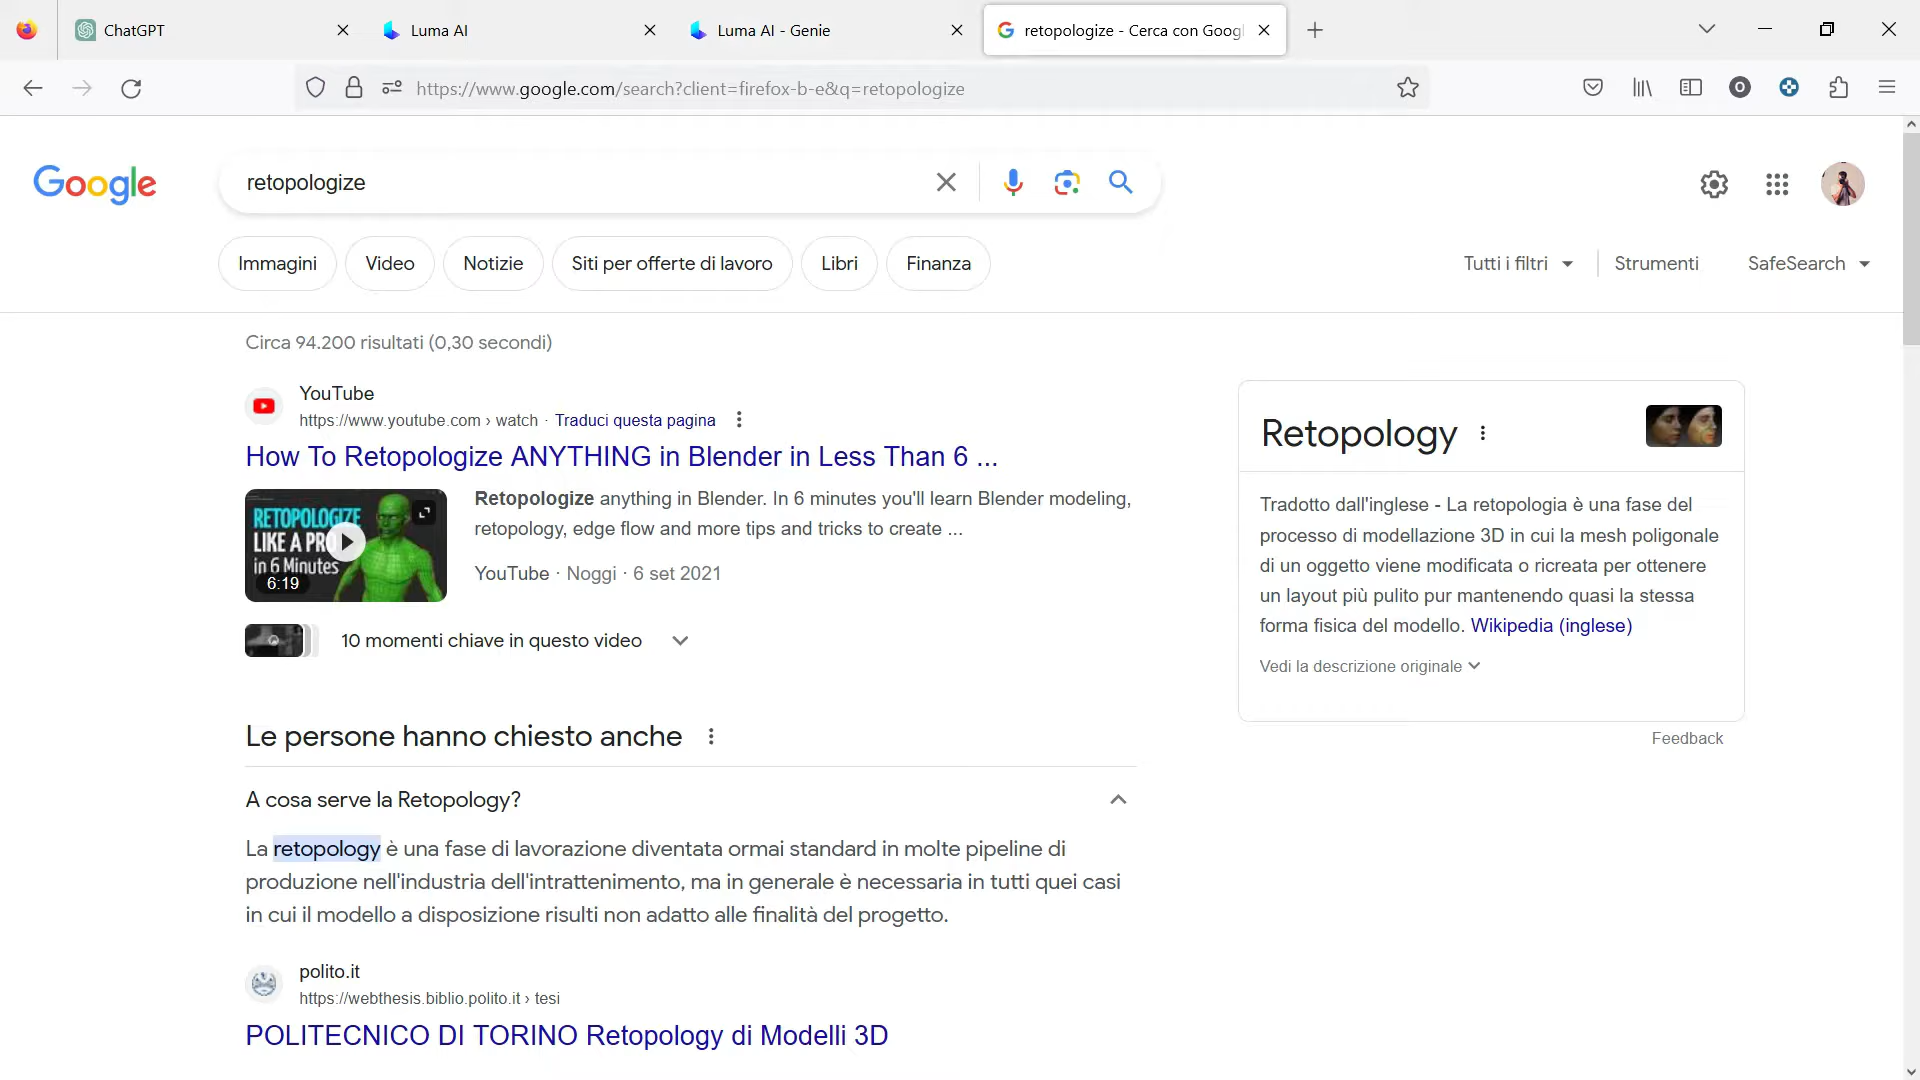 ChatGPT
Luma AI
Luma AI - Genie
retopologize - Cerca con Googl
https://www.google.com/search?client=firefox-b-e&q=retopologize
O
Google
retopologize
Immagini
Video
Notizie
Siti per offerte di lavoro
Libri
Finanza
Tutti i filtri
Strumenti
SafeSearch
Circa 94.200 risultati (0,30 secondi)
YouTube
https://www.youtube.com › watch · Traduci questa pagina
How To Retopologize ANYTHING in Blender in Less Than 6 ...
RETOPOLOGIZE
LIKE A PRO
in 6 Minutes
6:19
Retopologize anything in Blender. In 6 minutes you'll learn Blender modeling,
retopology, edge flow and more tips and tricks to create ...
YouTube · Noggi · 6 set 2021
10 momenti chiave in questo video
Le persone hanno chiesto anche
A cosa serve la Retopology?
La retopology è una fase di lavorazione diventata ormai standard in molte pipeline di
produzione nell'industria dell'intrattenimento, ma in generale è necessaria in tutti quei casi
in cui il modello a disposizione risulti non adatto alle finalità del progetto.
polito.it
https://webthesis.biblio.polito.it › tesi
POLITECNICO DI TORINO Retopology di Modelli 3D
Retopology
Tradotto dall'inglese - La retopologia è una fase del
processo di modellazione 3D in cui la mesh poligonale
di un oggetto viene modificata o ricreata per ottenere
un layout più pulito pur mantenendo quasi la stessa
forma fisica del modello. Wikipedia (inglese)
Vedi la descrizione originale
Feedback